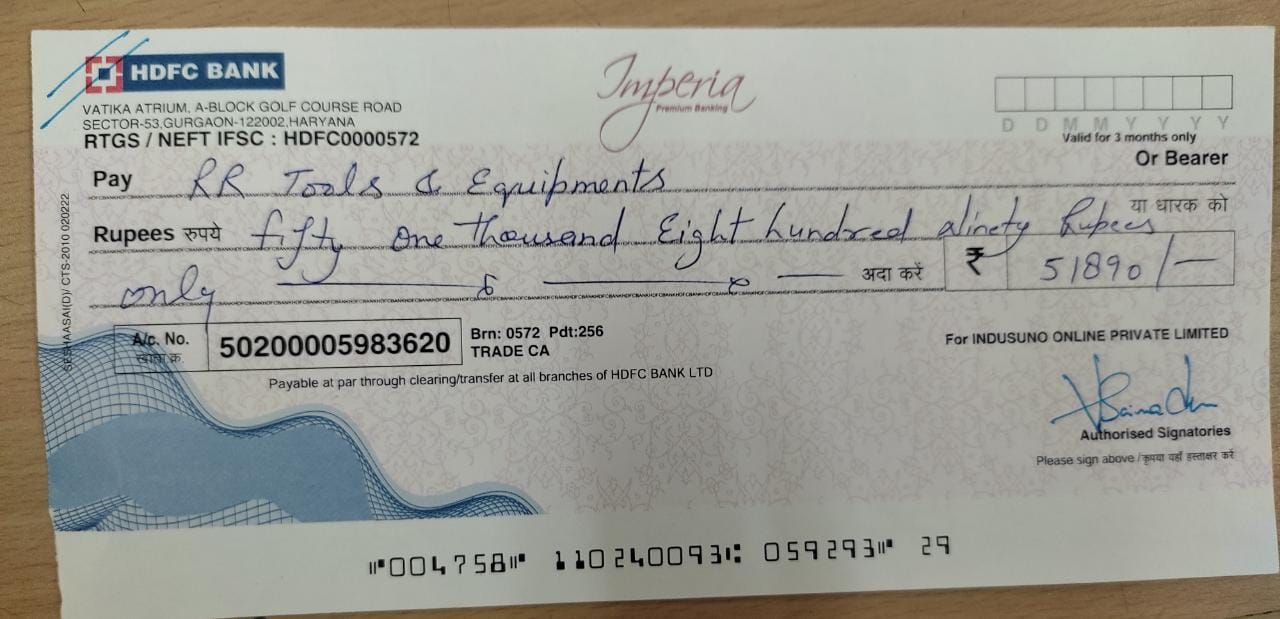 HDFC BANK
Imperia
Premium Banking
VATIKA ATRIUM, A-BLOCK GOLF COURSE ROAD
SECTOR-53,GURGAON-122002,HARYANA
RTGS / NEFT IFSC : HDFC0000572
D D M M Y Y Y Y
Valid for 3 months only
Pay RR Tools & Equipments Or Bearer
या धारक को
Rupees रुपये fifty one thousand Eight hundred Ninety Rupees
only अदा करें ₹ 51890/-
A/c. No. 50200005983620
खाता क्र.
Brn: 0572 Pdt:256
TRADE CA
For INDUSUNO ONLINE PRIVATE LIMITED
Payable at par through clearing/transfer at all branches of HDFC BANK LTD
Authorised Signatories
Please sign above /कृपया यहाँ हस्ताक्षर करें
⑈004758⑈ 110240093⑆ 059293⑈ 29
CTS-2010 020222